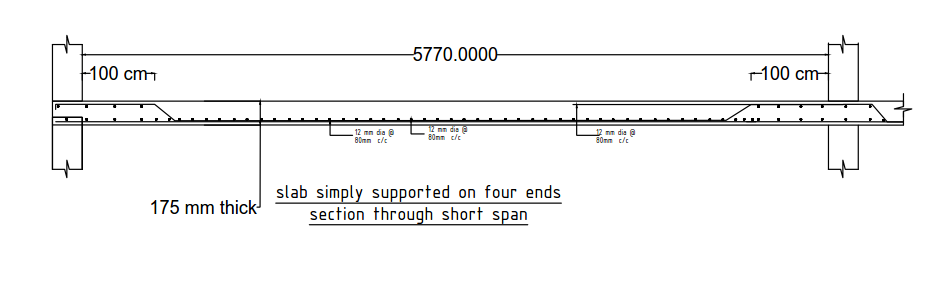 5770.0000
100 cm
100 cm
12 mm dia @
80mm c/c
12 mm dia @
80mm c/c
12 mm dia @
80mm c/c
175 mm thick
slab simply supported on four ends
section through short span